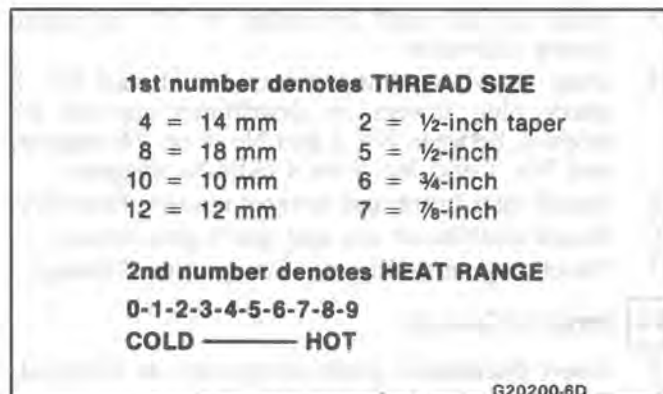 1st number denotes THREAD SIZE
4 = 14 mm 2 = ½-inch taper
8 = 18 mm 5 = ½-inch
10 = 10 mm 6 = ¾-inch
12 = 12 mm 7 = ⅞-inch
2nd number denotes HEAT RANGE
0-1-2-3-4-5-6-7-8-9
COLD ——— HOT
G20200-6D